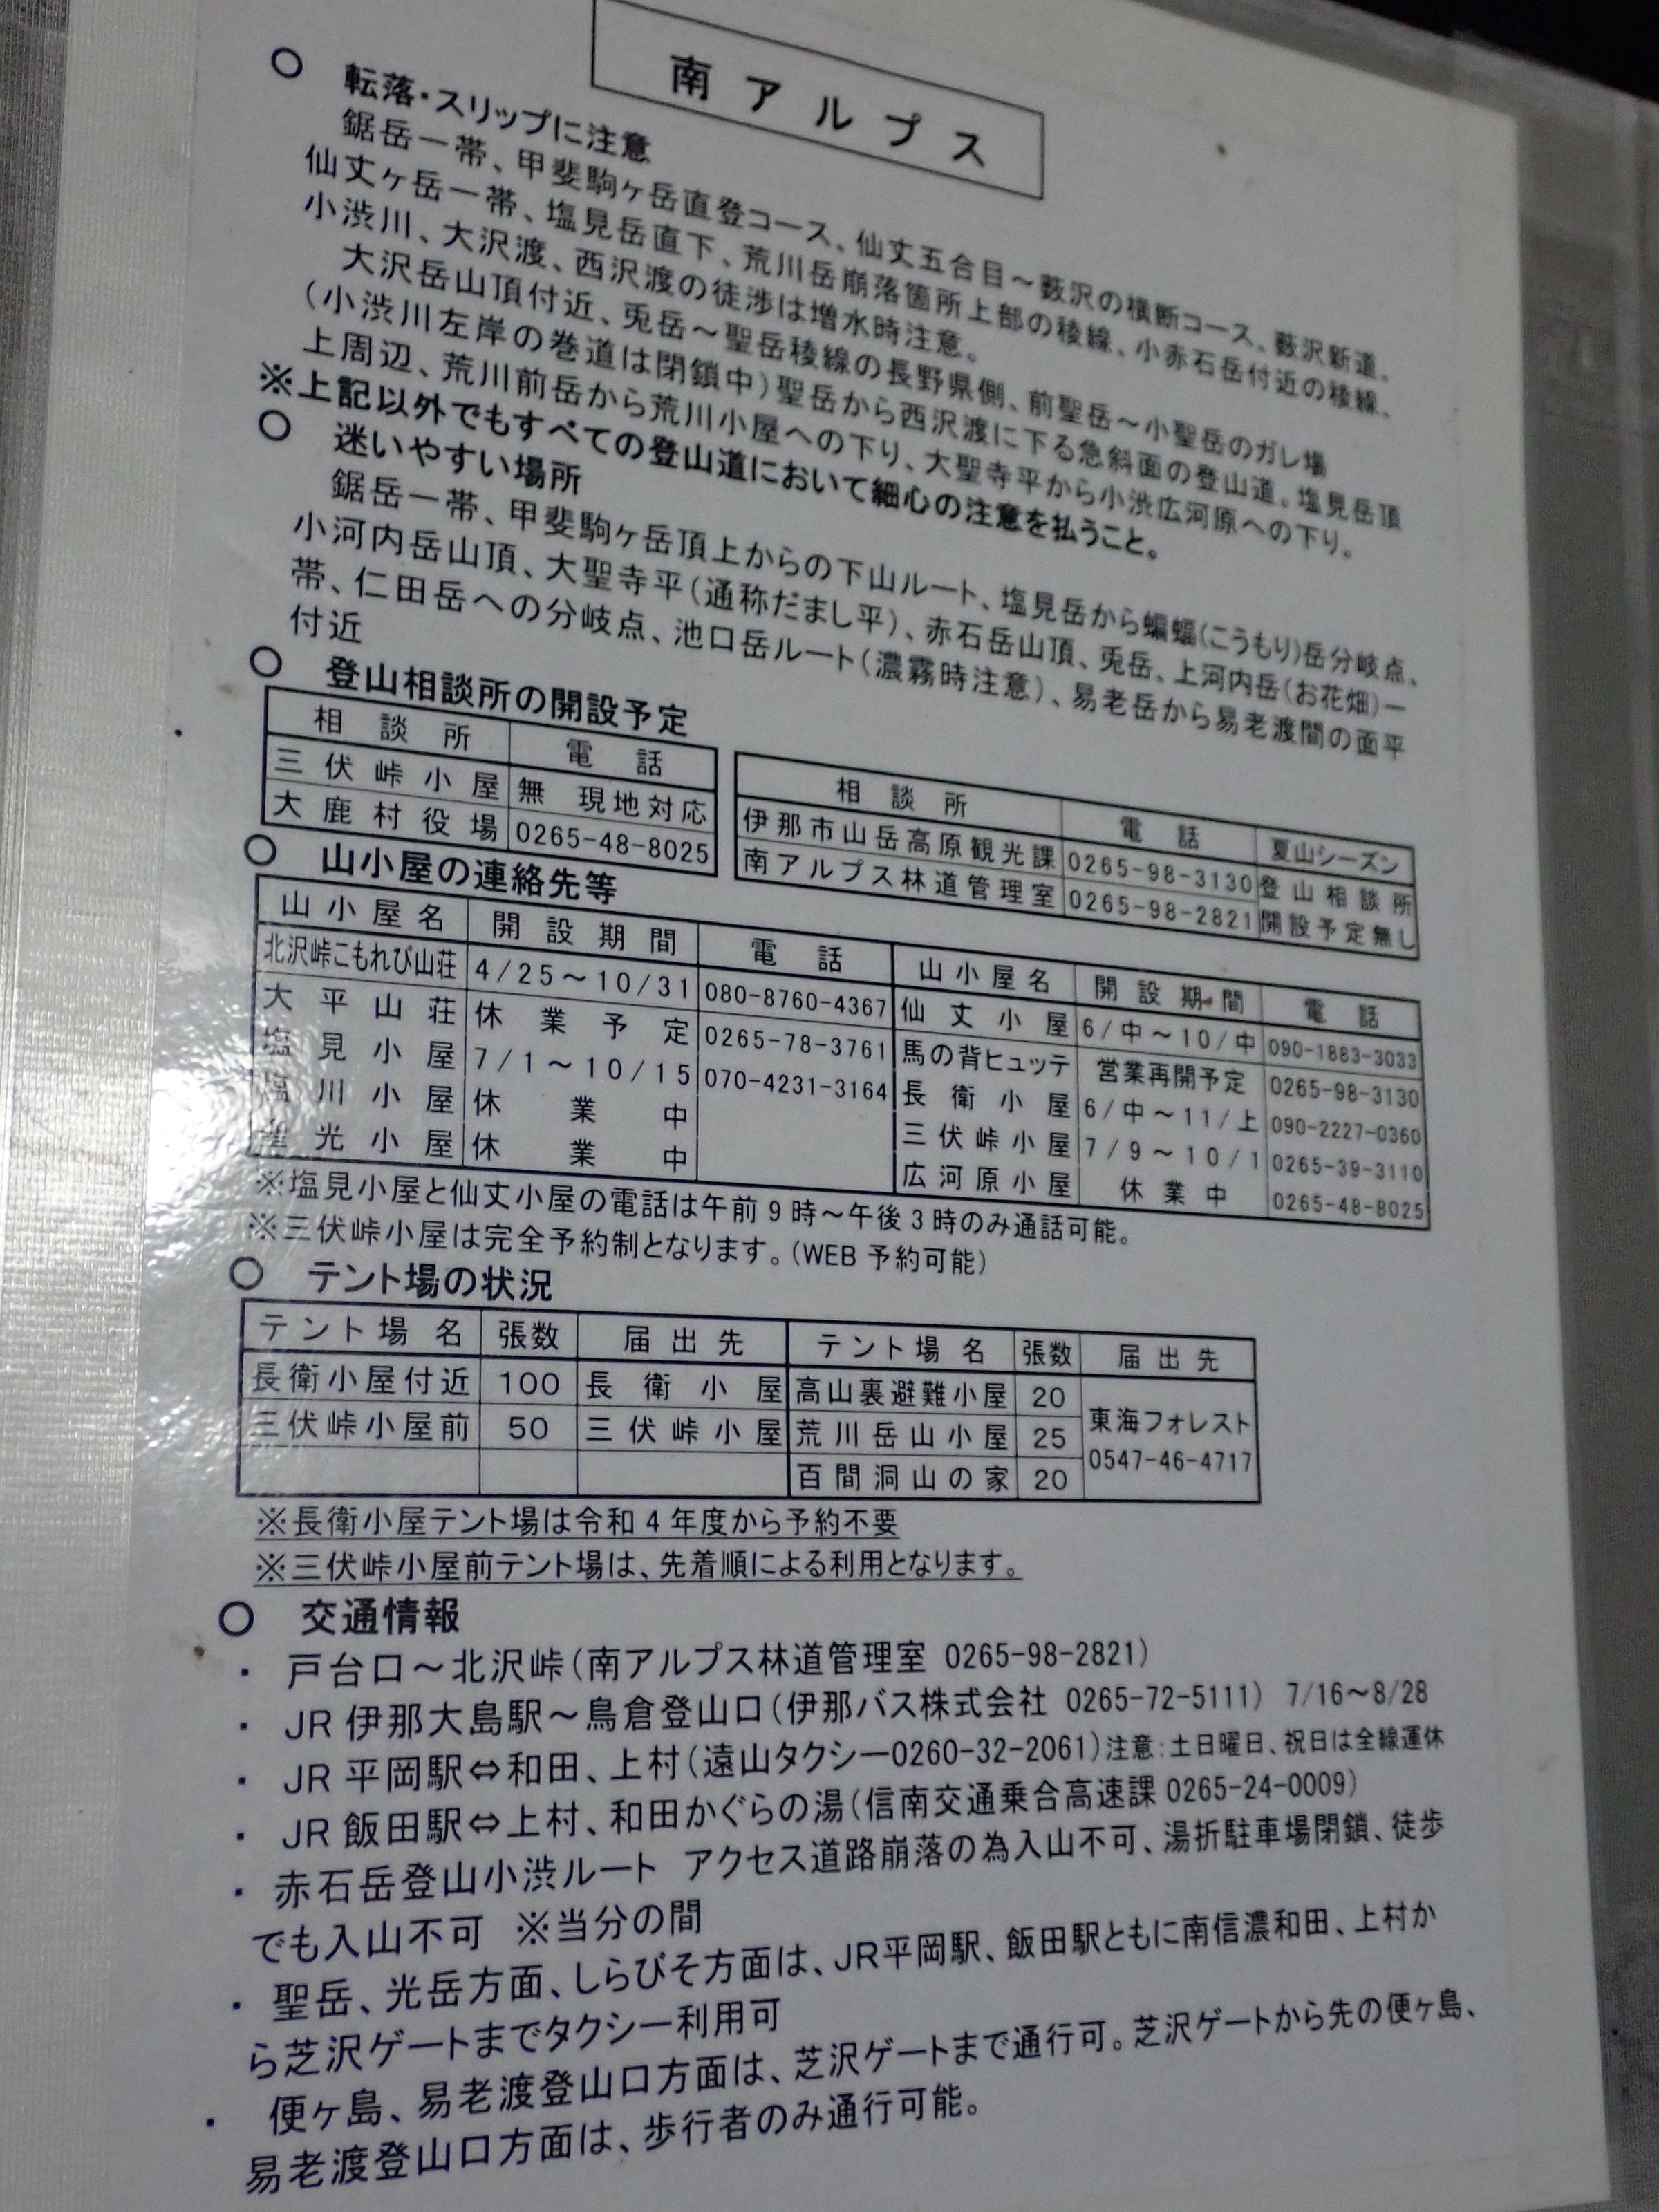 南アルプス
○　転落・スリップに注意
鋸岳一帯、甲斐駒ヶ岳直登コース、仙丈五合目～薮沢の横断コース、薮沢新道、
仙丈ヶ岳一帯、塩見岳直下、荒川岳崩落箇所上部の稜線、小赤石岳付近の稜線、
小渋川、大沢渡、西沢渡の徒渉は増水時注意。
大沢岳山頂付近、兎岳～聖岳稜線の長野県側、前聖岳～小聖岳のガレ場
（小渋川左岸の巻道は閉鎖中）聖岳から西沢渡に下る急斜面の登山道。塩見岳頂
上周辺、荒川前岳から荒川小屋への下り、大聖寺平から小渋広河原への下り。
※上記以外でもすべての登山道において細心の注意を払うこと。
○　迷いやすい場所
鋸岳一帯、甲斐駒ヶ岳頂上からの下山ルート、塩見岳から蝙蝠(こうもり)岳分岐点、
小河内岳山頂、大聖寺平（通称だまし平）、赤石岳山頂、兎岳、上河内岳（お花畑）一
帯、仁田岳への分岐点、池口岳ルート（濃霧時注意）、易老岳から易老渡間の面平
付近
○　登山相談所の開設予定
相談所　電話
三伏峠小屋　無　現地対応
大鹿村役場　0265-48-8025
相談所　電話　夏山シーズン
伊那市山岳高原観光課　0265-98-3130　登山相談所
南アルプス林道管理室　0265-98-2821　開設予定無し
○　山小屋の連絡先等
山小屋名　開設期間　電話　山小屋名　開設期間　電話
北沢峠こもれび山荘　4/25～10/31　080-8760-4367　仙丈小屋　6/中～10/中　090-1883-3033
大平山荘　休業予定　0265-78-3761　馬の背ヒュッテ　営業再開予定　0265-98-3130
塩見小屋　7/1～10/15　070-4231-3164　長衛小屋　6/中～11/上　090-2227-0360
塩川小屋　休業中　三伏峠小屋　7/9～10/1　0265-39-3110
聖光小屋　休業中　広河原小屋　休業中　0265-48-8025
※塩見小屋と仙丈小屋の電話は午前9時～午後3時のみ通話可能。
※三伏峠小屋は完全予約制となります。（WEB 予約可能）
○　テント場の状況
テント場名　張数　届出先　テント場名　張数　届出先
長衛小屋付近　100　長衛小屋　高山裏避難小屋　20　東海フォレスト
三伏峠小屋前　50　三伏峠小屋　荒川岳山小屋　25　0547-46-4717
百間洞山の家　20
※長衛小屋テント場は令和4年度から予約不要
※三伏峠小屋前テント場は、先着順による利用となります。
○　交通情報
・　戸台口～北沢峠（南アルプス林道管理室 0265-98-2821）
・　JR 伊那大島駅～鳥倉登山口（伊那バス株式会社 0265-72-5111） 7/16～8/28
・　JR 平岡駅⇔和田、上村（遠山タクシー0260-32-2061）注意：土日曜日、祝日は全線運休
・　JR 飯田駅⇔上村、和田かぐらの湯（信南交通乗合高速課 0265-24-0009）
・　赤石岳登山小渋ルート　アクセス道路崩落の為入山不可、湯折駐車場閉鎖、徒歩
でも入山不可　※当分の間
・　聖岳、光岳方面、しらびそ方面は、JR平岡駅、飯田駅ともに南信濃和田、上村か
ら芝沢ゲートまでタクシー利用可
・　便ヶ島、易老渡登山口方面は、芝沢ゲートまで通行可。芝沢ゲートから先の便ヶ島、
易老渡登山口方面は、歩行者のみ通行可能。